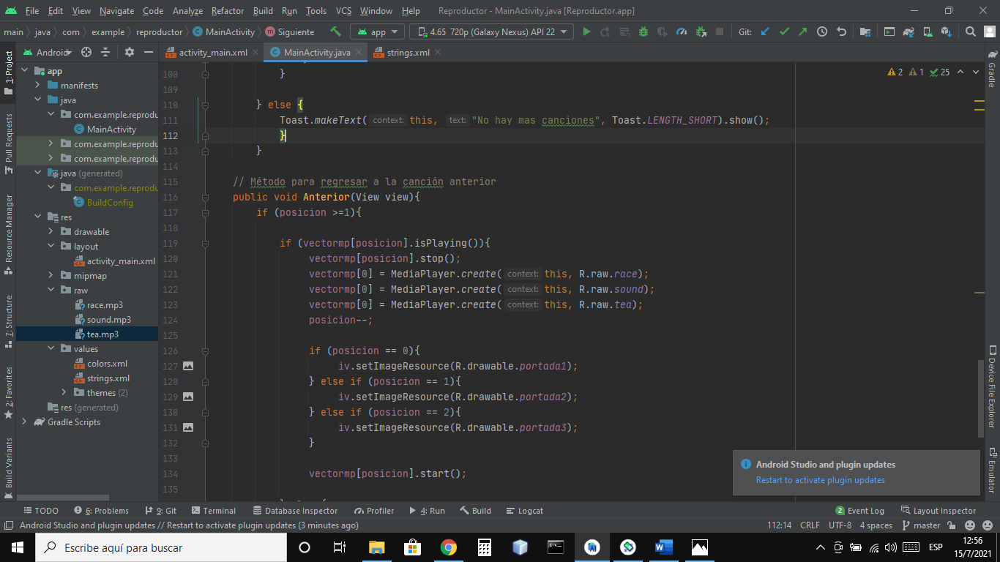 File Edit View Navigate Code Analyze Refactor Build Run Tools VCS Window Help Reproductor - MainActivity.java [Reproductor.app]
main java com example reproductor MainActivity Siguiente app 4.65 720p (Galaxy Nexus) API 22 Git:
Android activity_main.xml MainActivity.java strings.xml
1: Project
Pull Requests
Resource Manager
7: Structure
2: Favorites
Build Variants
app
manifests
java
com.example.reprodu
MainActivity
com.example.reprodu
com.example.reprodu
java (generated)
com.example.reprodu
BuildConfig
res
drawable
layout
activity_main.xml
mipmap
raw
race.mp3
sound.mp3
tea.mp3
values
colors.xml
strings.xml
themes (2)
res (generated)
Gradle Scripts
2 1 25
108 }
109
110 } else {
111 Toast.makeText( context: this, text: "No hay mas canciones", Toast.LENGTH_SHORT).show();
112 }
113 }
114
115 // Método para regresar a la canción anterior
116 public void Anterior(View view){
117 if (posicion >=1){
118
119 if (vectormp[posicion].isPlaying()){
120 vectormp[posicion].stop();
121 vectormp[0] = MediaPlayer.create( context: this, R.raw.race);
122 vectormp[0] = MediaPlayer.create( context: this, R.raw.sound);
123 vectormp[0] = MediaPlayer.create( context: this, R.raw.tea);
124 posicion--;
125
126 if (posicion == 0){
127 iv.setImageResource(R.drawable.portada1);
128 } else if (posicion == 1){
129 iv.setImageResource(R.drawable.portada2);
130 } else if (posicion == 2){
131 iv.setImageResource(R.drawable.portada3);
132 }
133
134 vectormp[posicion].start();
135
Gradle
Device File Explorer
Emulator
Android Studio and plugin updates
Restart to activate plugin updates
TODO 6: Problems 9: Git Terminal Database Inspector Profiler 4: Run Build Logcat 2 Event Log Layout Inspector
Android Studio and plugin updates // Restart to activate plugin updates (3 minutes ago) 112:14 CRLF UTF-8 4 spaces master
Escribe aquí para buscar ESP 12:56
15/7/2021